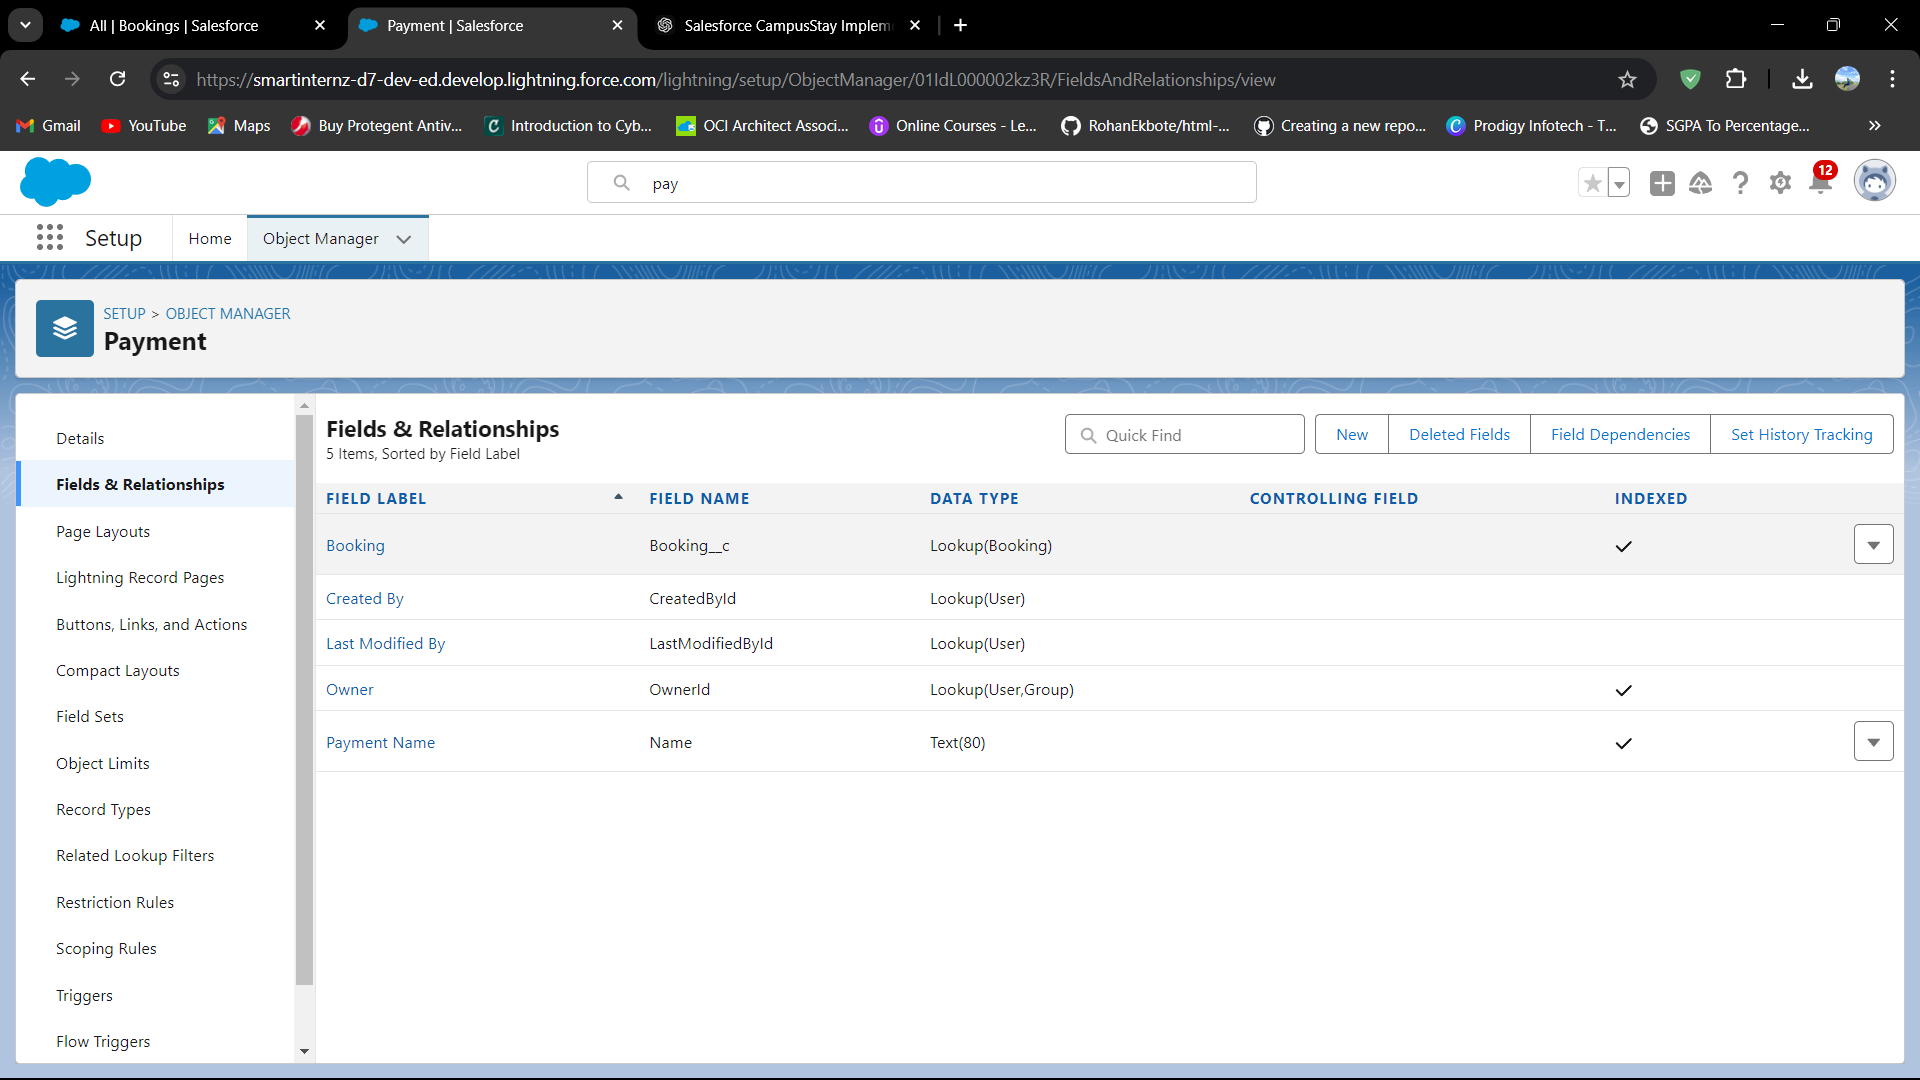 All | Bookings | Salesforce
Payment | Salesforce
Salesforce CampusStay Implem
https://smartinternz-d7-dev-ed.develop.lightning.force.com/lightning/setup/ObjectManager/01IdL000002kz3R/FieldsAndRelationships/view
Gmail
YouTube
Maps
Buy Protegent Antiv...
Introduction to Cyb...
OCI Architect Associ...
Online Courses - Le...
RohanEkbote/html-...
Creating a new repo...
Prodigy Infotech - T...
SGPA To Percentage...
pay
12
Setup
Home
Object Manager
SETUP > OBJECT MANAGER
Payment
Details
Fields & Relationships
Page Layouts
Lightning Record Pages
Buttons, Links, and Actions
Compact Layouts
Field Sets
Object Limits
Record Types
Related Lookup Filters
Restriction Rules
Scoping Rules
Triggers
Flow Triggers
Fields & Relationships
5 Items, Sorted by Field Label
Quick Find
New
Deleted Fields
Field Dependencies
Set History Tracking
FIELD LABEL FIELD NAME DATA TYPE CONTROLLING FIELD INDEXED
Booking Booking__c Lookup(Booking)
Created By CreatedById Lookup(User)
Last Modified By LastModifiedById Lookup(User)
Owner OwnerId Lookup(User,Group)
Payment Name Name Text(80)